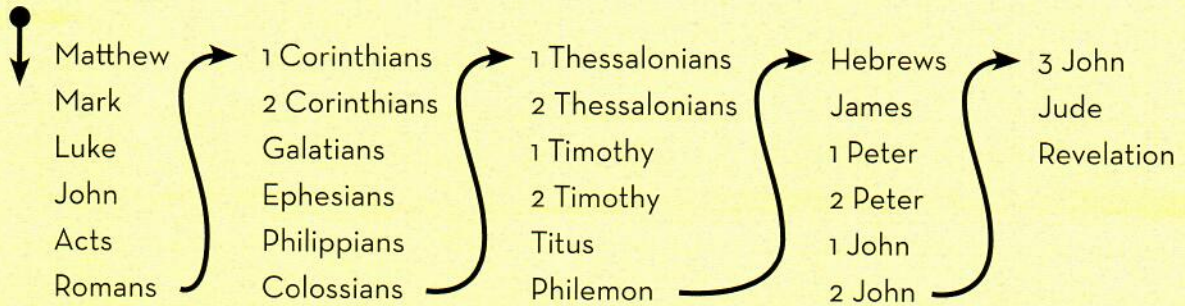 Matthew
Mark
Luke
John
Acts
Romans
1 Corinthians
2 Corinthians
Galatians
Ephesians
Philippians
Colossians
1 Thessalonians
2 Thessalonians
1 Timothy
2 Timothy
Titus
Philemon
Hebrews
James
1 Peter
2 Peter
1 John
2 John
3 John
Jude
Revelation